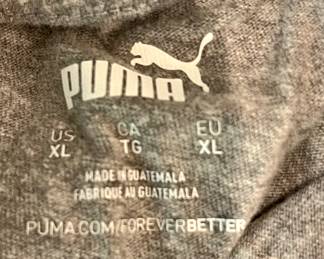 PUMA
US CA EU
XL TG XL
MADE IN GUATEMALA
FABRIQUÉ AU GUATEMALA
PUMA.COM/FOREVERBETTER